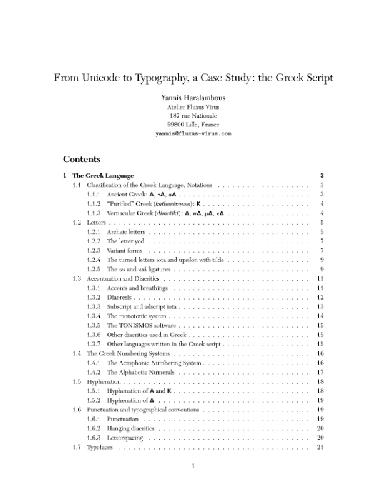 From Unicode to Typography, a Case Study: the Greek Script
Yannis Haralambous
Atelier Fluxus Virus
187 rue Nationale
59800 Lille, France
yannis@fluxus-virus.com
Contents
1 The Greek Language 3
1.1 Classification of the Greek Language, Notations 3
1.1.1 Ancient Greek: 3
1.1.2 “Purified” Greek (katharevousa): K 4
1.1.3 Vernacular Greek 4
1.2 Letters 5
1.2.1 Archaic letters 5
1.2.2 The letter yod 7
1.2.3 Variant forms 7
1.2.4 The turned letters iota and upsilon with tilde 9
1.2.5 The ou and kai ligatures 9
1.3 Accentuation and Diacritics 11
1.3.1 Accents and breathings 11
1.3.2 Diaeresis 12
1.3.3 Subscript and adscript iota 13
1.3.4 The monotonic system 14
1.3.5 The TONISMOS software 15
1.3.6 Other diacritics used in Greek 15
1.3.7 Other languages written in the Greek script 15
1.4 The Greek Numbering Systems 16
1.4.1 The Acrophonic Numbering System 16
1.4.2 The Alphabetic Numerals 17
1.5 Hyphenation 18
1.5.1 Hyphenation of A and K 18
1.5.2 Hyphenation of Δ 19
1.6 Punctuation and typographical conventions 19
1.6.1 Punctuation 19
1.6.2 Hanging diacritics 20
1.6.3 Letterspacing 20
1.7 Typefaces 21
1